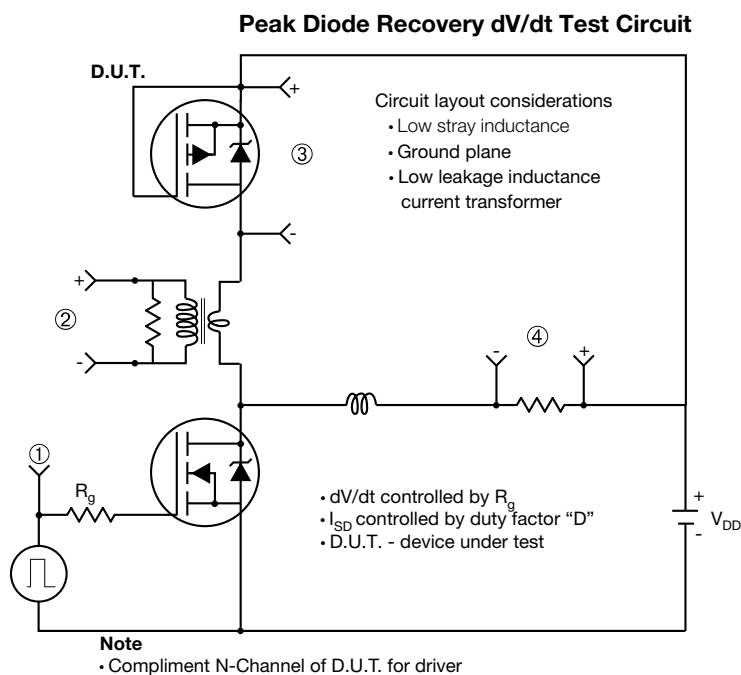 Peak Diode Recovery dV/dt Test Circuit
D.U.T.
+
Circuit layout considerations
• Low stray inductance
• Ground plane
• Low leakage inductance
current transformer
③
-
+
②
-
-
④
+
①
Rg
• dV/dt controlled by Rg
• ISD controlled by duty factor “D”
• D.U.T. - device under test
+
VDD
-
Note
• Compliment N-Channel of D.U.T. for driver